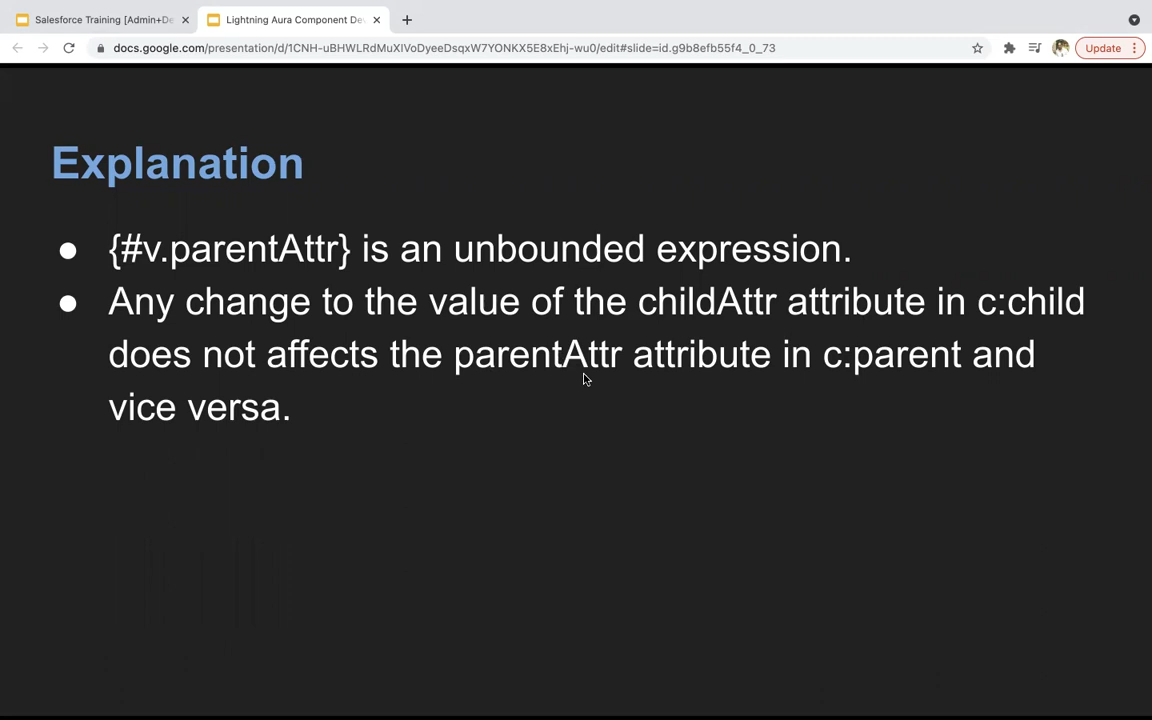 Salesforce Training [Admin+De
Lightning Aura Component De
docs.google.com/presentation/d/1CNH-uBHWLRdMuXIVoDyeeDsqxW7YONKX5E8xEhj-wu0/edit#slide=id.g9b8efb55f4_0_73
Update
Explanation
● {#v.parentAttr} is an unbounded expression.
● Any change to the value of the childAttr attribute in c:child
does not affects the parentAttr attribute in c:parent and
vice versa.